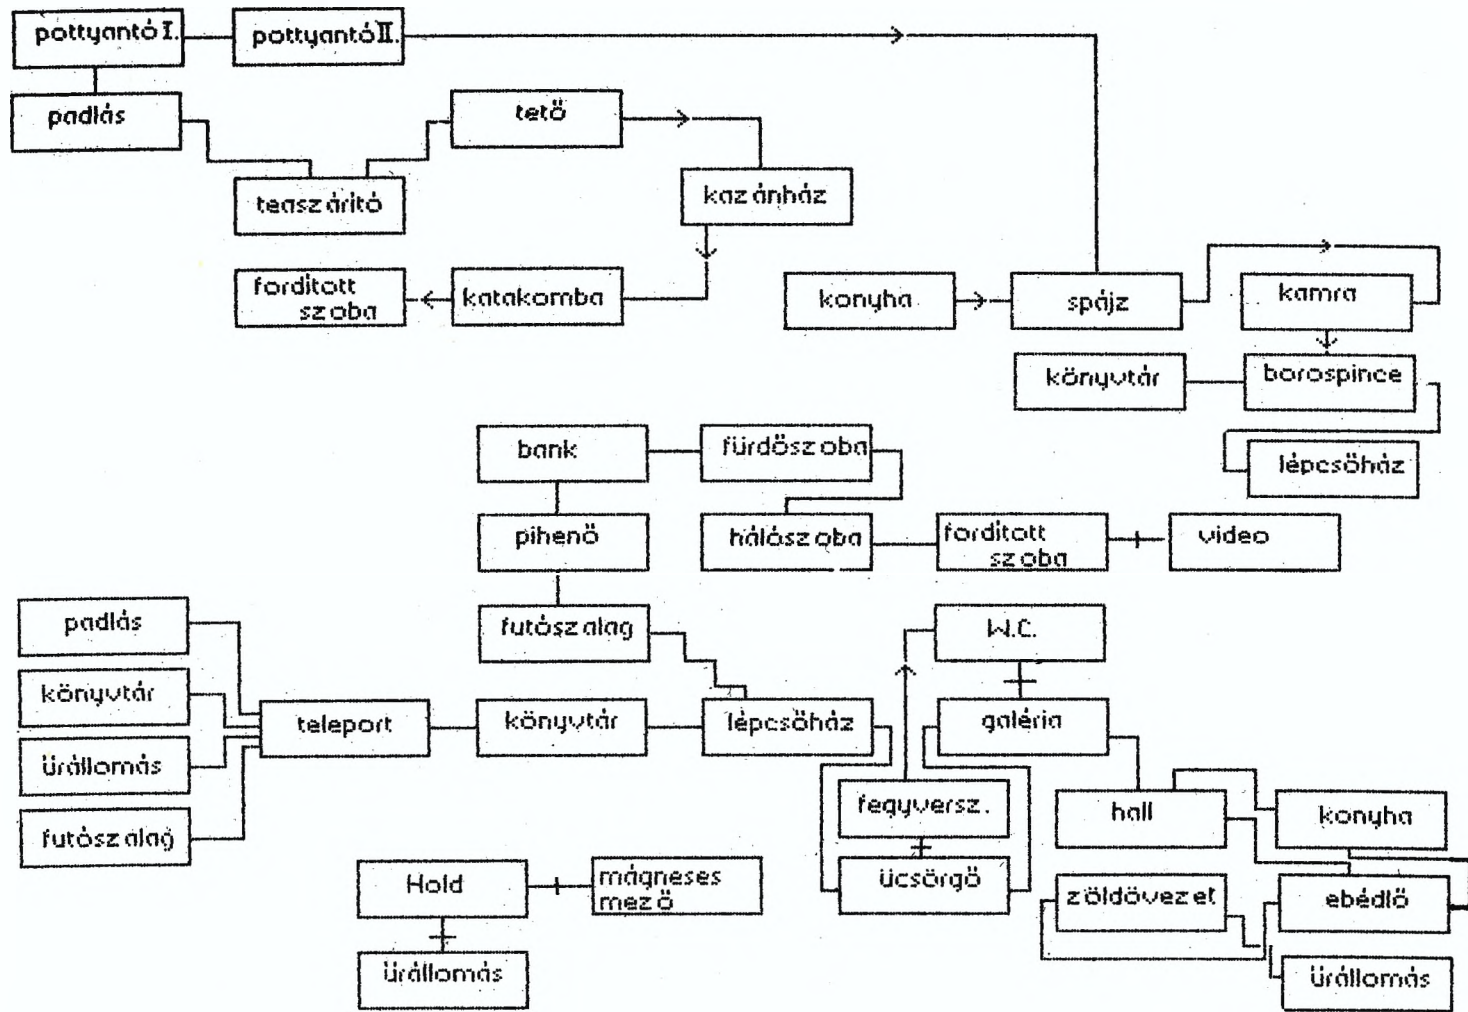 pottyantó I.
pottyantó II.
padlás
tető
teaszárító
kazánház
fordított
szoba
katakomba
konyha
spájz
kamra
könyvtár
borospince
lépcsőház
bank
fürdőszoba
pihenő
hálószoba
fordított
szoba
video
padlás
futószalag
W.C.
könyvtár
teleport
könyvtár
lépcsőház
galéria
űrállomás
fegyversz.
hall
konyha
futószalag
Hold
mágneses
mező
ücsörgő
zöldövezet
ebédlő
űrállomás
űrállomás